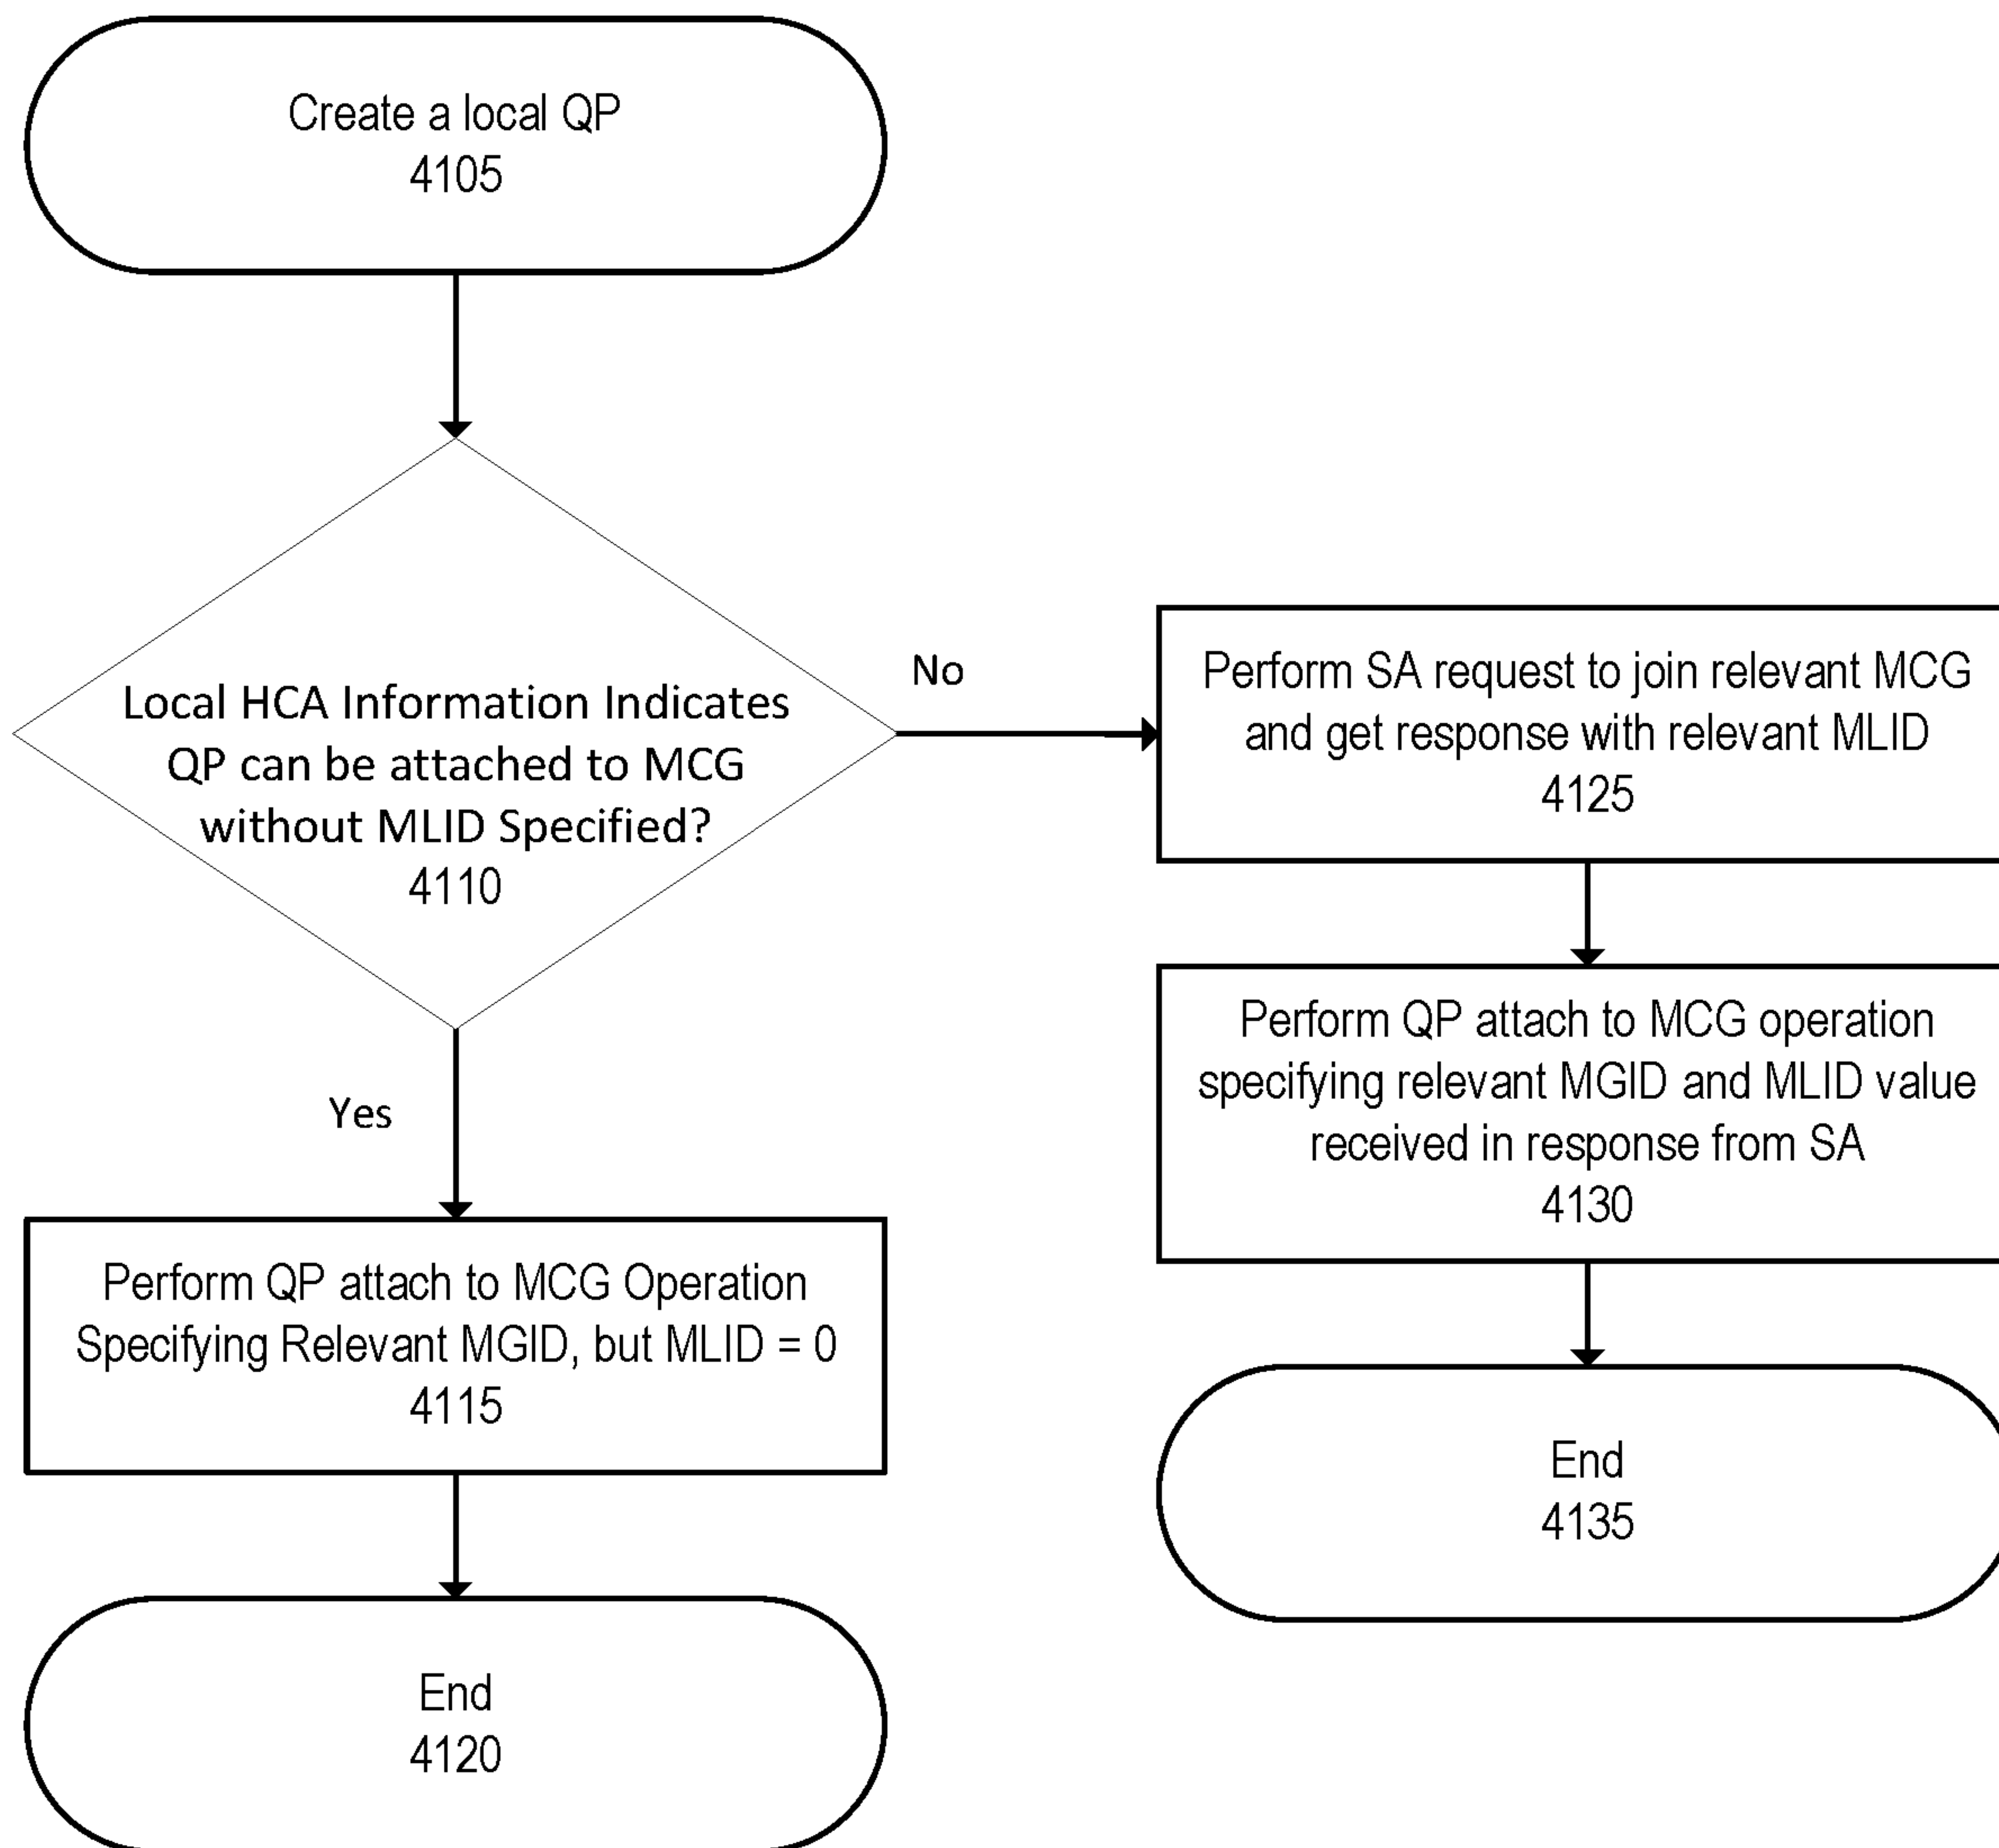 Create a local QP
4105
Local HCA Information Indicates
QP can be attached to MCG
without MLID Specified?
4110
No
Perform SA request to join relevant MCG
and get response with relevant MLID
4125
Perform QP attach to MCG operation
specifying relevant MGID and MLID value
received in response from SA
4130
End
4135
Yes
Perform QP attach to MCG Operation
Specifying Relevant MGID, but MLID = 0
4115
End
4120